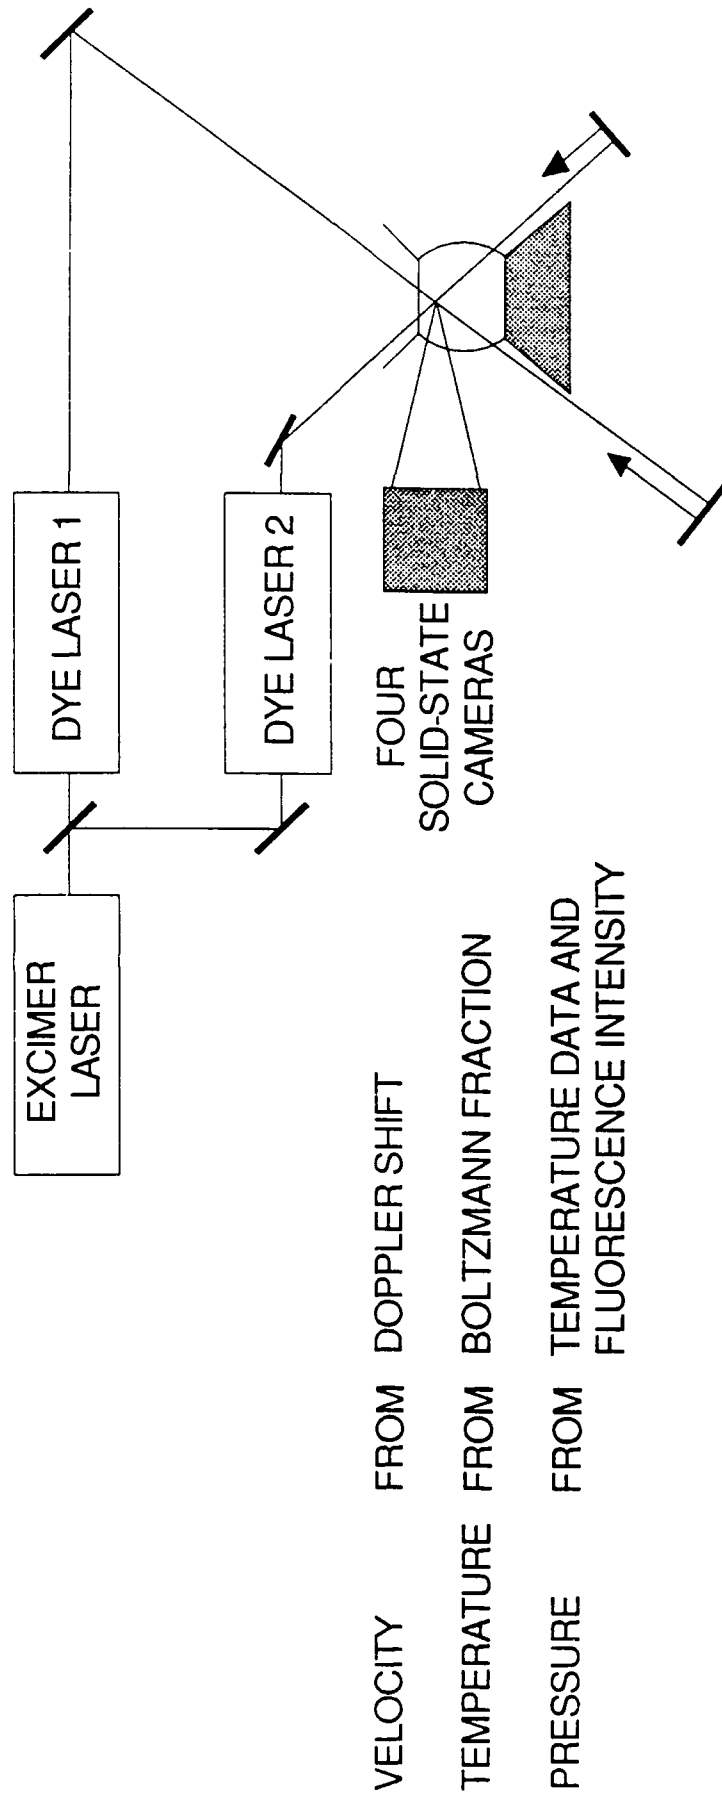 EXCIMER
LASER
DYE LASER 1
DYE LASER 2
FOUR
SOLID-STATE
CAMERAS
VELOCITY FROM DOPPLER SHIFT
TEMPERATURE FROM BOLTZMANN FRACTION
PRESSURE FROM TEMPERATURE DATA AND
FLUORESCENCE INTENSITY